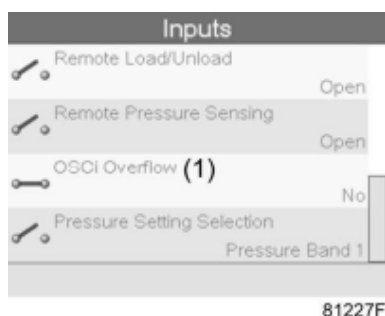 Inputs
Remote Load/Unload
Open
Remote Pressure Sensing
Open
OSCi Overflow (1)
No
Pressure Setting Selection
Pressure Band 1
81227F